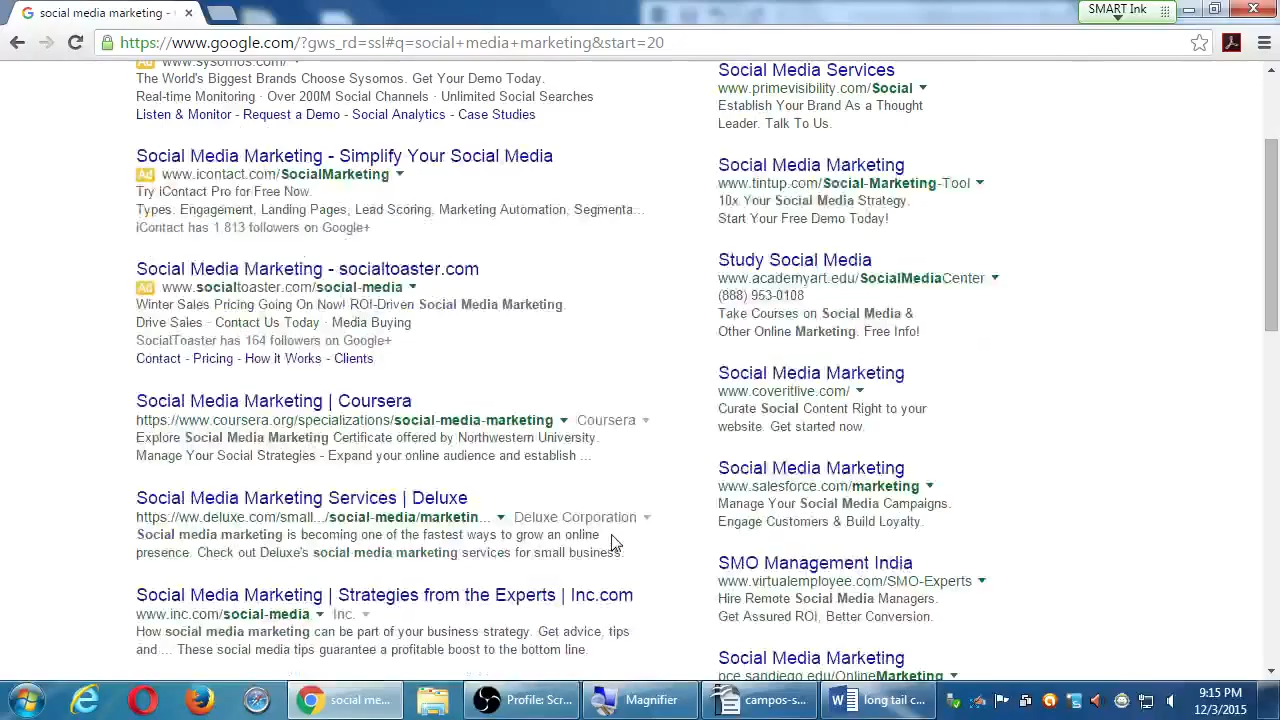 social media marketing -
SMART Ink
https://www.google.com/?gws_rd=ssl#q=social+media+marketing&start=20
Ad www.sysomos.com/
The World's Biggest Brands Choose Sysomos. Get Your Demo Today.
Real-time Monitoring · Over 200M Social Channels · Unlimited Social Searches
Listen & Monitor - Request a Demo - Social Analytics - Case Studies
Social Media Marketing - Simplify Your Social Media
Ad www.icontact.com/SocialMarketing
Try iContact Pro for Free Now.
Types: Engagement, Landing Pages, Lead Scoring, Marketing Automation, Segmenta...
iContact has 1,813 followers on Google+
Social Media Marketing - socialtoaster.com
Ad www.socialtoaster.com/social-media
Winter Sales Pricing Going On Now! ROI-Driven Social Media Marketing.
Drive Sales · Contact Us Today · Media Buying
SocialToaster has 164 followers on Google+
Contact - Pricing - How it Works - Clients
Social Media Marketing | Coursera
https://www.coursera.org/specializations/social-media-marketing Coursera
Explore Social Media Marketing Certificate offered by Northwestern University.
Manage Your Social Strategies - Expand your online audience and establish ...
Social Media Marketing Services | Deluxe
https://ww.deluxe.com/small.../social-media/marketin... Deluxe Corporation
Social media marketing is becoming one of the fastest ways to grow an online
presence. Check out Deluxe's social media marketing services for small business.
Social Media Marketing | Strategies from the Experts | Inc.com
www.inc.com/social-media Inc.
How social media marketing can be part of your business strategy. Get advice, tips
and ... These social media tips guarantee a profitable boost to the bottom line.
Social Media Services
www.primevisibility.com/Social
Establish Your Brand As a Thought
Leader. Talk To Us.
Social Media Marketing
www.tintup.com/Social-Marketing-Tool
10x Your Social Media Strategy.
Start Your Free Demo Today!
Study Social Media
www.academyart.edu/SocialMediaCenter
(888) 953-0108
Take Courses on Social Media &
Other Online Marketing. Free Info!
Social Media Marketing
www.coveritlive.com/
Curate Social Content Right to your
website. Get started now.
Social Media Marketing
www.salesforce.com/marketing
Manage Your Social Media Campaigns.
Engage Customers & Build Loyalty.
SMO Management India
www.virtualemployee.com/SMO-Experts
Hire Remote Social Media Managers.
Get Assured ROI, Better Conversion.
Social Media Marketing
pce.sandiego.edu/OnlineMarketing
social me...
Profile: Scr...
Magnifier
campos-s...
long tail c...
9:15 PM
12/3/2015